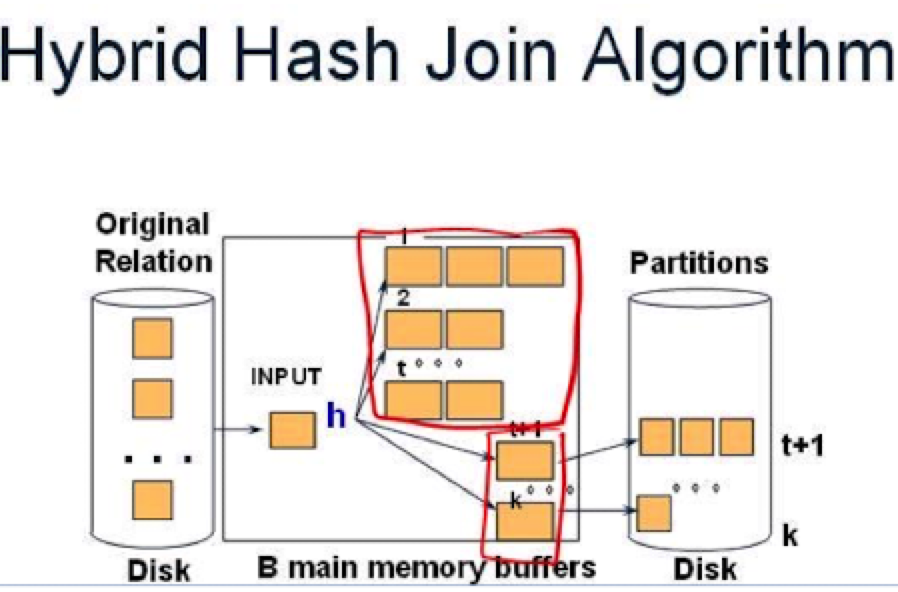 Hybrid Hash Join Algorithm
Original
Relation
Partitions
1
2
t
INPUT
h
t+1
k
t+1
k
Disk
B main memory buffers
Disk